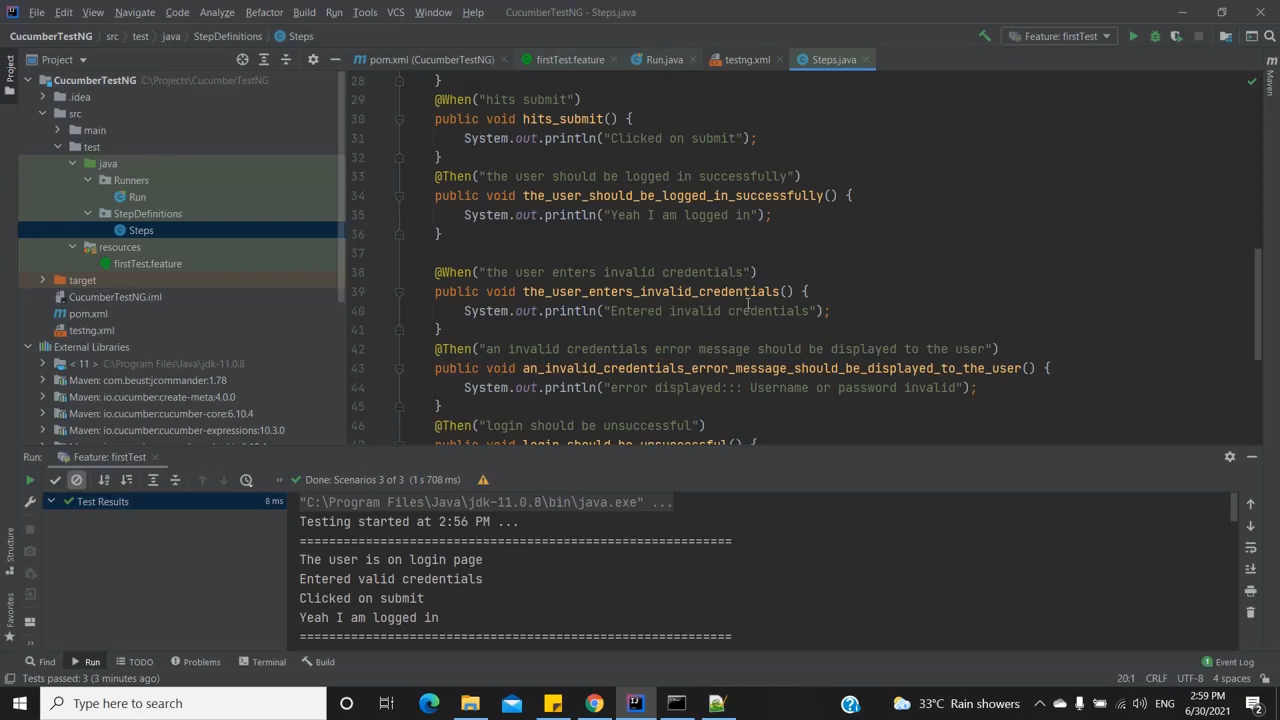 File Edit View Navigate Code Analyze Refactor Build Run Tools VCS Window Help CucumberTestNG - Steps.java
CucumberTestNG src test java StepDefinitions Steps Feature: firstTest
Project pom.xml (CucumberTestNG) firstTest.feature Run.java testng.xml Steps.java
CucumberTestNG C:\Projects\CucumberTestNG
.idea
src
main
test
java
Runners
Run
StepDefinitions
Steps
resources
firstTest.feature
target
CucumberTestNG.iml
pom.xml
testng.xml
External Libraries
< 11 > C:\Program Files\Java\jdk-11.0.8
Maven: com.beust:jcommander:1.78
Maven: io.cucumber:create-meta:4.0.0
Maven: io.cucumber:cucumber-core:6.10.4
Maven: io.cucumber:cucumber-expressions:10.3.0
28 }
29 @When("hits submit")
30 public void hits_submit() {
31 System.out.println("Clicked on submit");
32 }
33 @Then("the user should be logged in successfully")
34 public void the_user_should_be_logged_in_successfully() {
35 System.out.println("Yeah I am logged in");
36 }
37
38 @When("the user enters invalid credentials")
39 public void the_user_enters_invalid_credentials() {
40 System.out.println("Entered invalid credentials");
41 }
42 @Then("an invalid credentials error message should be displayed to the user")
43 public void an_invalid_credentials_error_message_should_be_displayed_to_the_user() {
44 System.out.println("error displayed::: Username or password invalid");
45 }
46 @Then("login should be unsuccessful")
47 public void login_should_be_unsuccessful() {
Project
Structure
Favorites
Maven
Run: Feature: firstTest
Done: Scenarios 3 of 3 (1 s 708 ms)
Test Results 8 ms
"C:\Program Files\Java\jdk-11.0.8\bin\java.exe" ...
Testing started at 2:56 PM ...
=======================================================
The user is on login page
Entered valid credentials
Clicked on submit
Yeah I am logged in
=======================================================
Find Run TODO Problems Terminal Build 1 Event Log
Tests passed: 3 (3 minutes ago) 20:1 CRLF UTF-8 4 spaces
Type here to search 33°C Rain showers ENG 2:59 PM
6/30/2021 2